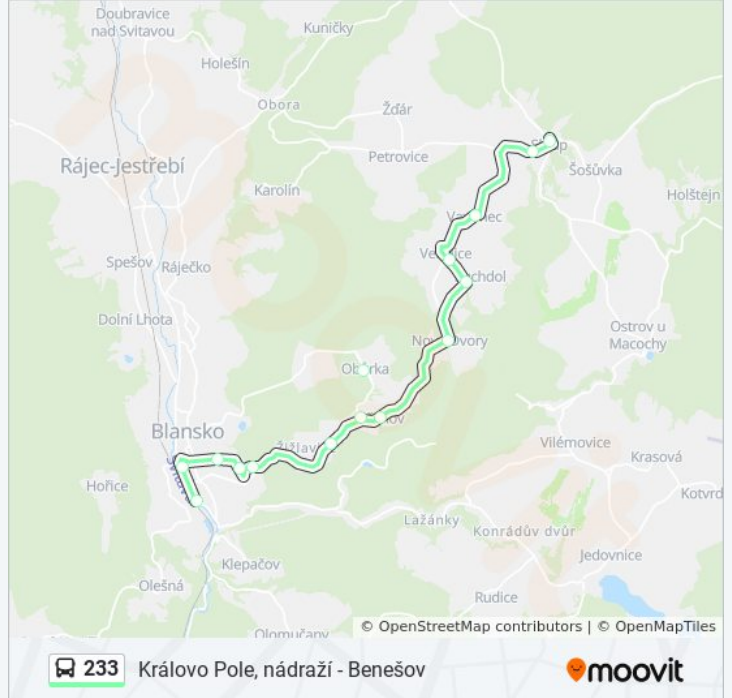 Doubravice
nad Svitavou
Kuničky
Holešín
Obora
Žďár
Petrovice
Šošůvka
Rájec-Jestřebí
Karolín
Holštejn
Spešov
Ráječko
Dolní Lhota
Ostrov u
Macochy
Blansko
Vilémovice
Krasová
Hořice
Kotvrd
Lažánky
Konrádův dvůr
Jedovnice
Klepačov
Olešná
Rudice
Olomučany
© OpenStreetMap contributors | © OpenMapTiles
233 Královo Pole, nádraží - Benešov
moovit